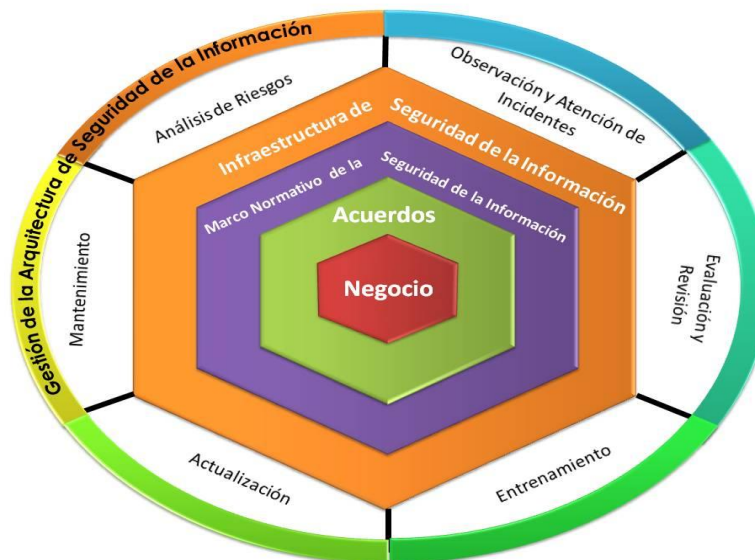 Gestión de la Arquitectura de Seguridad de la Información
Análisis de Riesgos
Observación y Atención de
Incidentes
Evaluación y
Revisión
Entrenamiento
Actualización
Mantenimiento
Infraestructura de
Seguridad de la Información
Marco Normativo de la
Seguridad de la Información
Acuerdos
Negocio